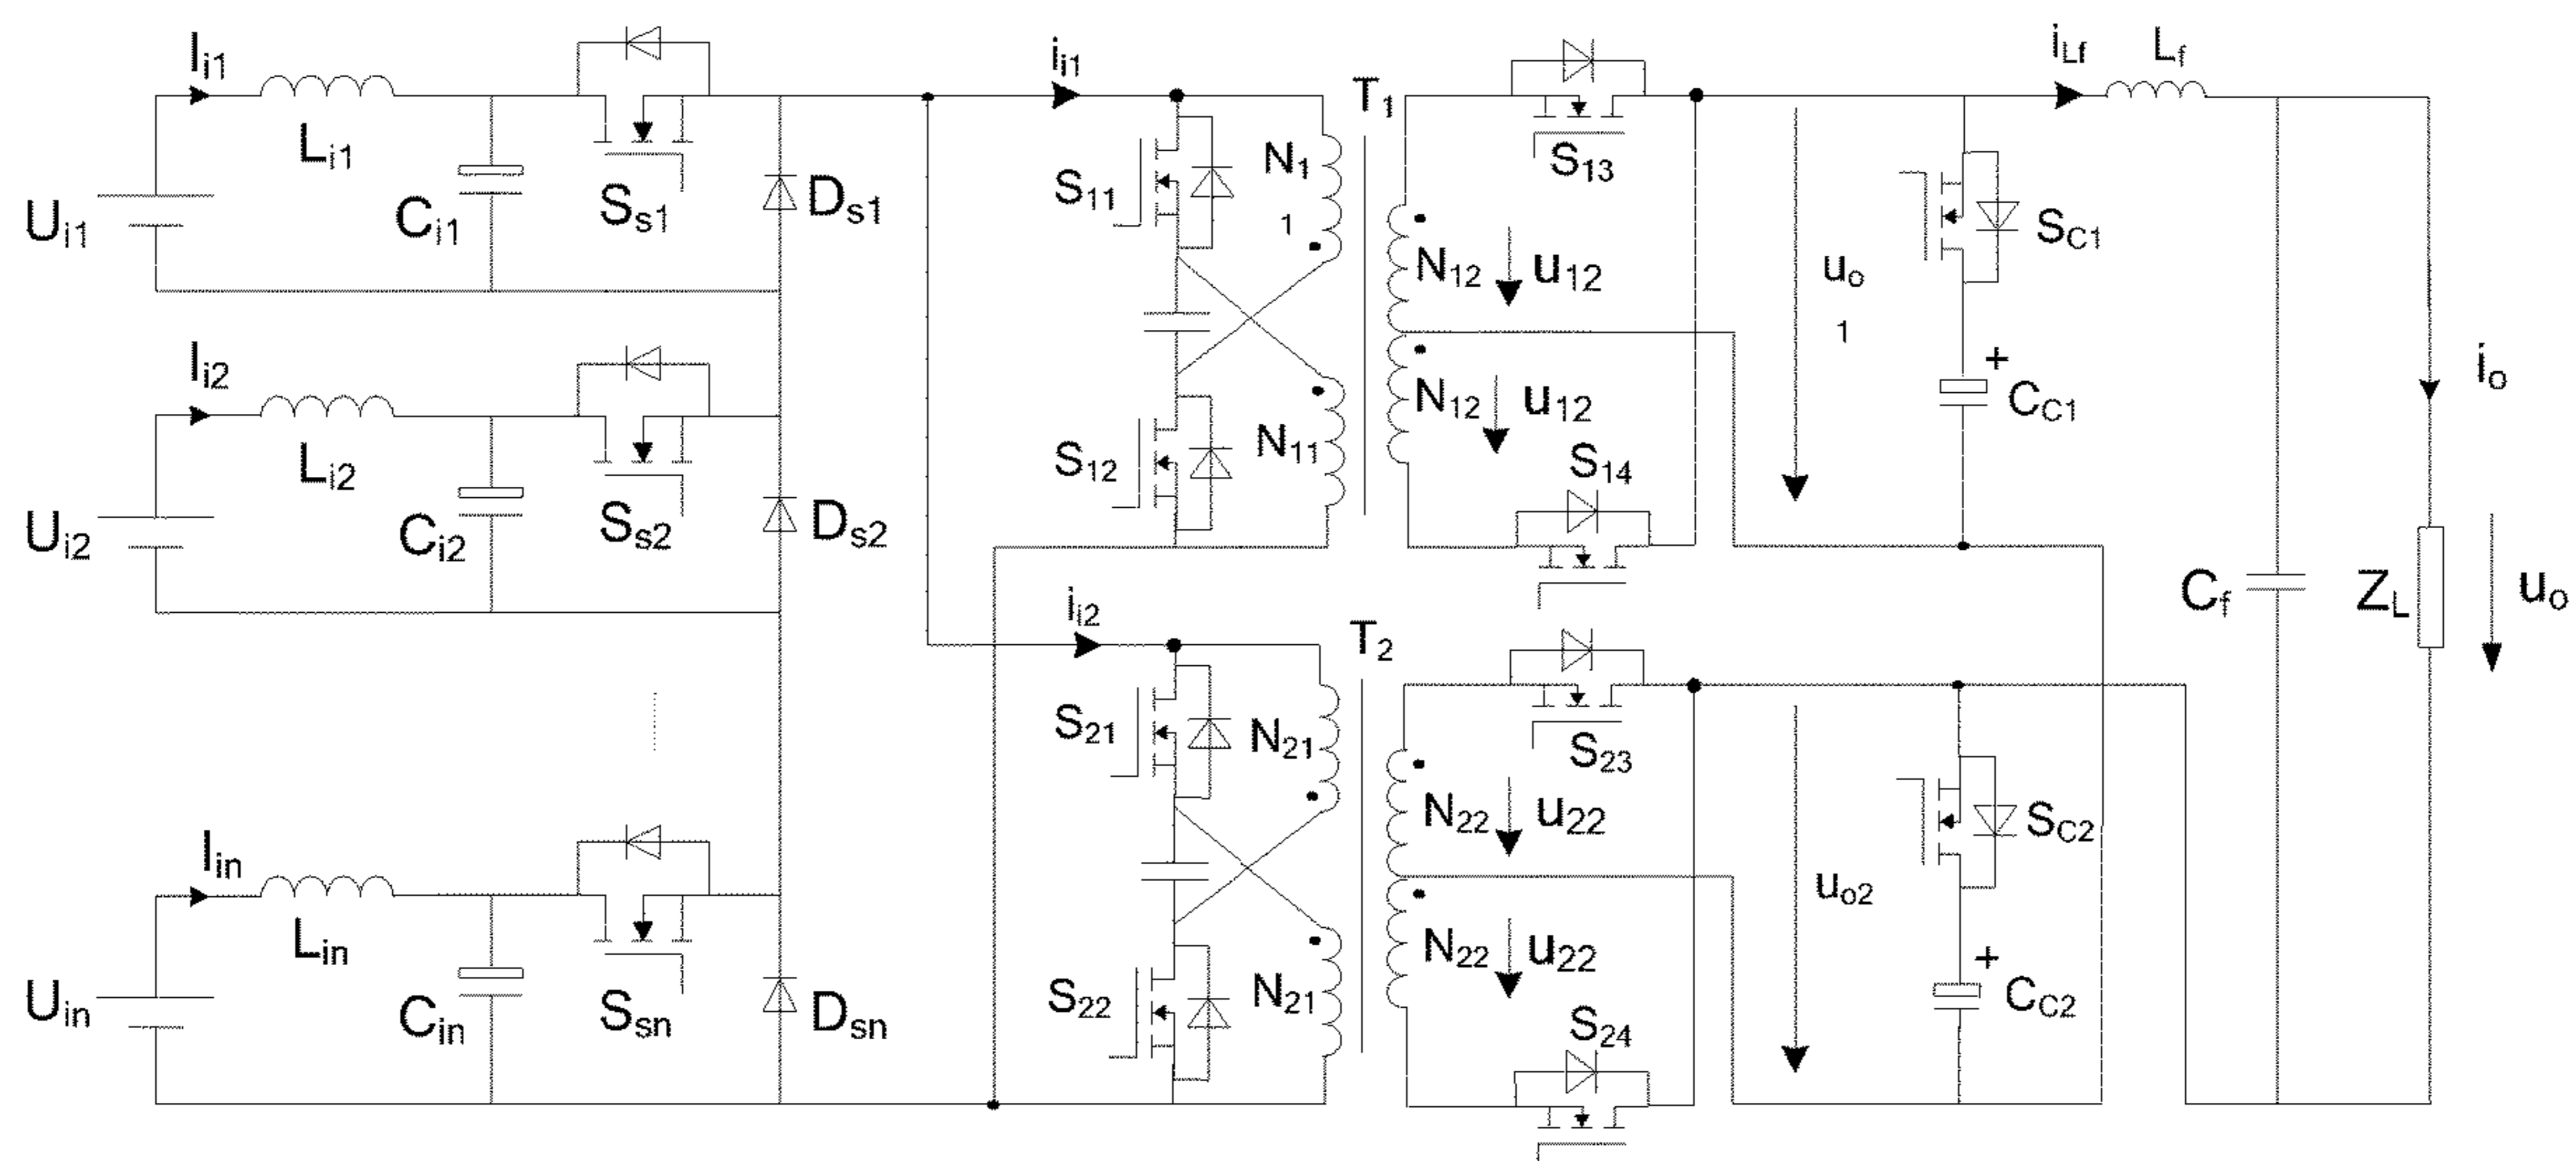 Ii1
Li1
Ui1
Ci1
Ss1
Ds1
Ii2
Li2
Ui2
Ci2
Ss2
Ds2
Iin
Lin
Uin
Cin
Ssn
Dsn
ii1
S11
N1
1
T1
S12
N11
ii2
T2
S21
N21
S22
N21
S13
N12
u12
N12
u12
S14
S23
N22
u22
N22
u22
S24
uo
1
SC1
+
CC1
uo2
SC2
+
CC2
iLf
Lf
Cf
ZL
io
uo